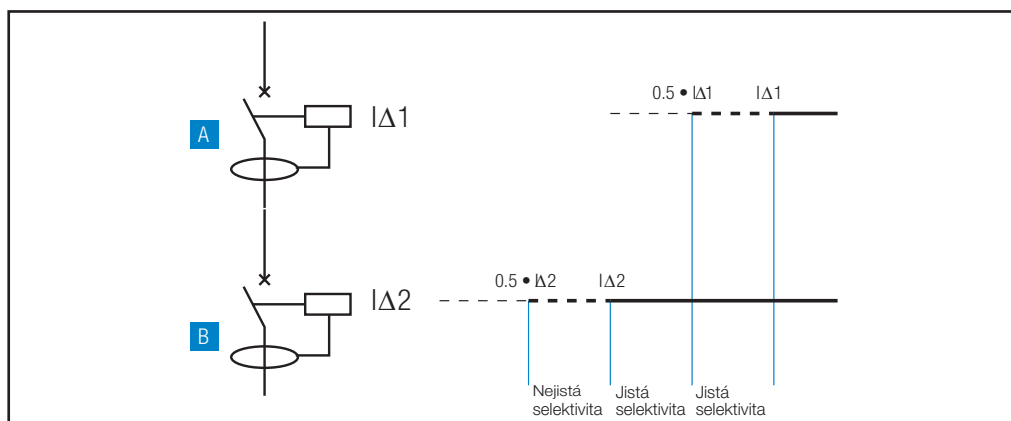 0.5 • IΔ1 IΔ1
A IΔ1
0.5 • IΔ2 IΔ2
B IΔ2
Nejistá Jistá Jistá
selektivita selektivita selektivita